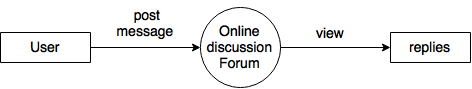 User
post
message
Online
discussion
Forum
view
replies